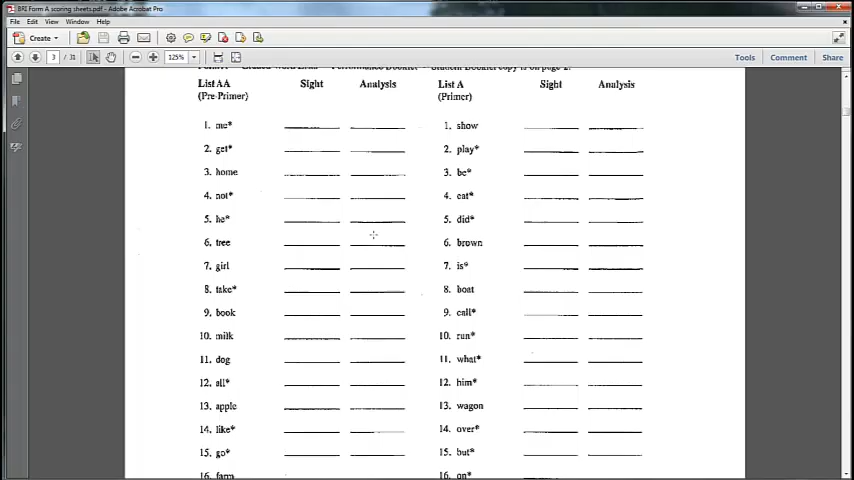 BRI Form A scoring sheets.pdf - Adobe Acrobat Pro
File Edit View Window Help
Create
3 / 31 125% Tools Comment Share
List AA Sight Analysis List A Sight Analysis
(Pre-Primer) (Primer)
1. me* 1. show
2. get* 2. play*
3. home 3. be*
4. not* 4. eat*
5. he* 5. did*
6. tree 6. brown
7. girl 7. is*
8. take* 8. boat
9. book 9. call*
10. milk 10. run*
11. dog 11. what*
12. all* 12. him*
13. apple 13. wagon
14. like* 14. over*
15. go* 15. but*
16. farm 16. on*